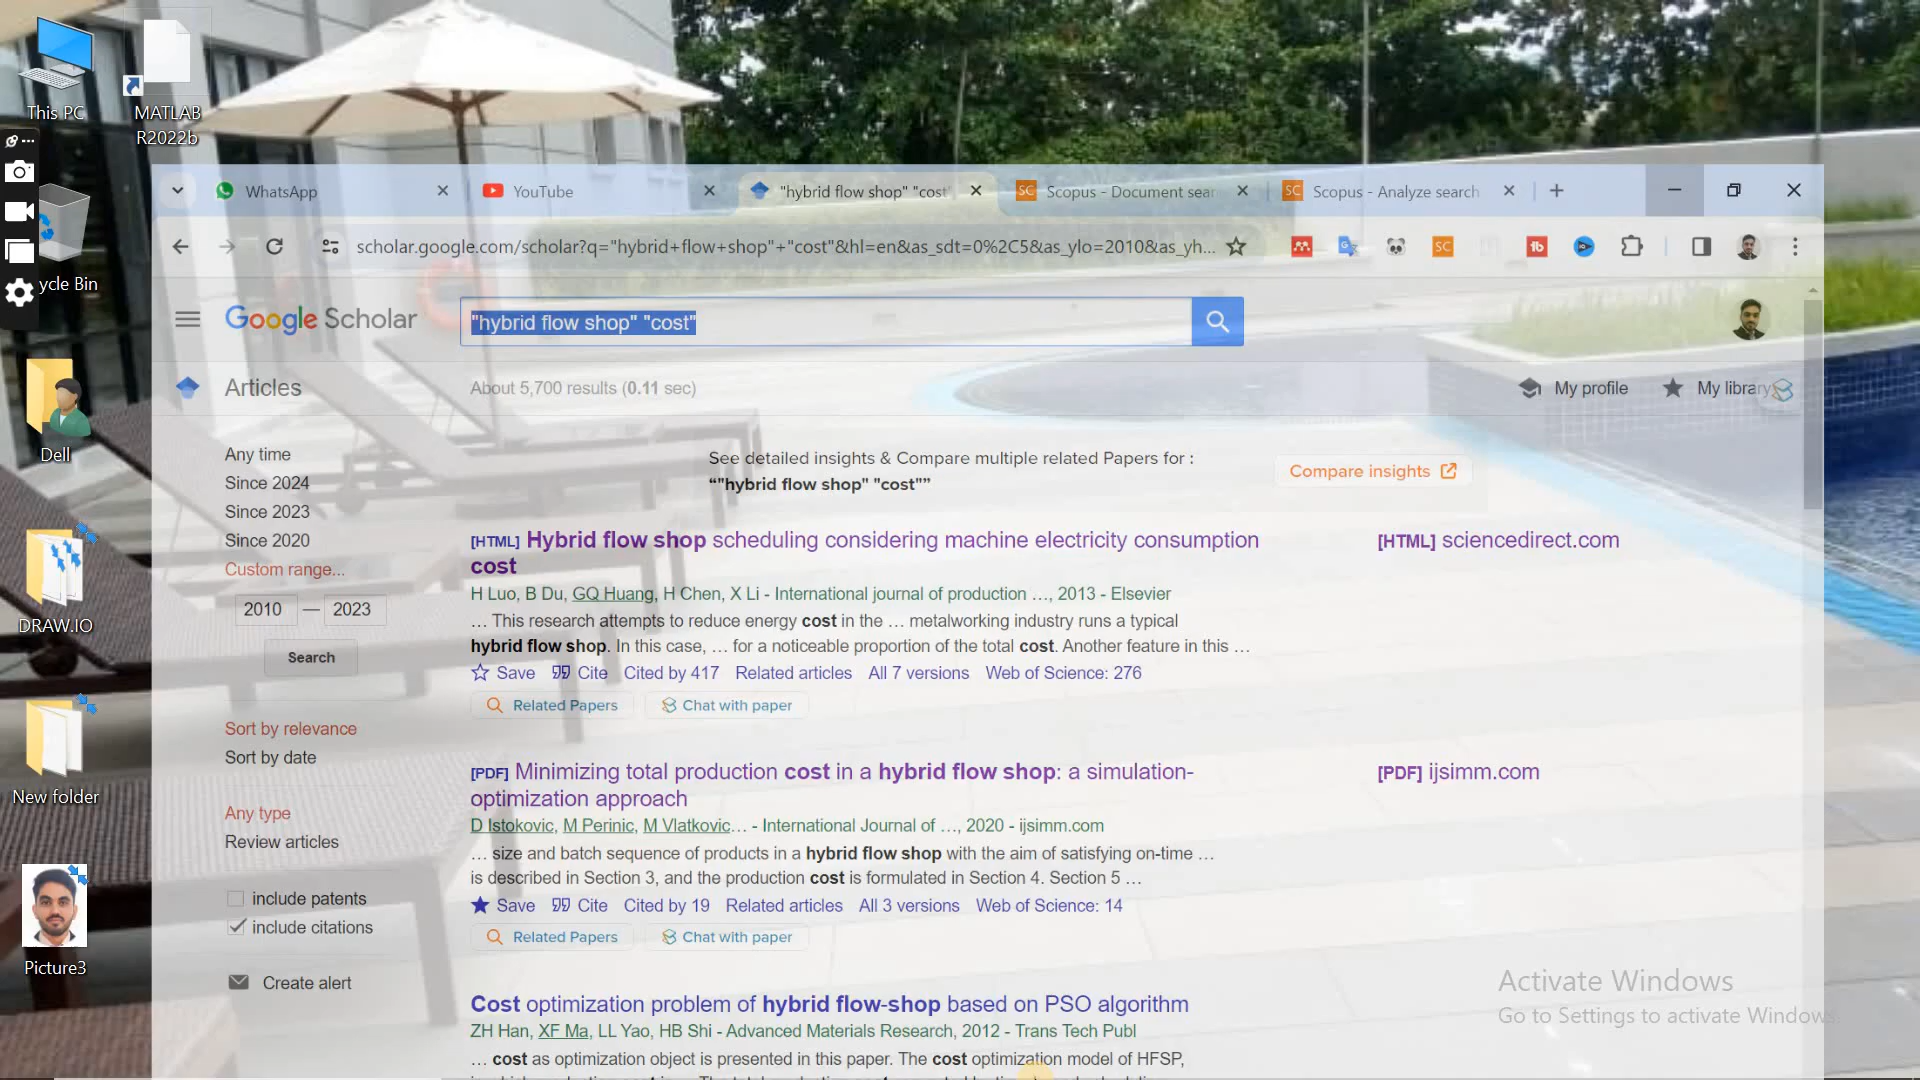 This PC
MATLAB
R2022b
ycle Bin
Dell
DRAW.IO
New folder
Picture3
WhatsApp
YouTube
"hybrid flow shop" "cost"
Scopus - Document sear
Scopus - Analyze search
scholar.google.com/scholar?q="hybrid+flow+shop"+"cost"&hl=en&as_sdt=0%2C5&as_ylo=2010&as_yh...
SC
Google Scholar
"hybrid flow shop" "cost"
Articles
About 5,700 results (0.11 sec)
My profile
My library
Any time
Since 2024
Since 2023
Since 2020
Custom range...
2010 — 2023
Search
Sort by relevance
Sort by date
Any type
Review articles
include patents
include citations
Create alert
See detailed insights & Compare multiple related Papers for :
“"hybrid flow shop" "cost"”
Compare insights
[HTML] Hybrid flow shop scheduling considering machine electricity consumption
cost
[HTML] sciencedirect.com
H Luo, B Du, GQ Huang, H Chen, X Li - International journal of production …, 2013 - Elsevier
… This research attempts to reduce energy cost in the … metalworking industry runs a typical
hybrid flow shop. In this case, … for a noticeable proportion of the total cost. Another feature in this …
Save Cite Cited by 417 Related articles All 7 versions Web of Science: 276
Related Papers Chat with paper
[PDF] Minimizing total production cost in a hybrid flow shop: a simulation-
optimization approach
[PDF] ijsimm.com
D Istokovic, M Perinic, M Vlatkovic… - International Journal of …, 2020 - ijsimm.com
… size and batch sequence of products in a hybrid flow shop with the aim of satisfying on-time …
is described in Section 3, and the production cost is formulated in Section 4. Section 5 …
Save Cite Cited by 19 Related articles All 3 versions Web of Science: 14
Related Papers Chat with paper
Cost optimization problem of hybrid flow-shop based on PSO algorithm
ZH Han, XF Ma, LL Yao, HB Shi - Advanced Materials Research, 2012 - Trans Tech Publ
… cost as optimization object is presented in this paper. The cost optimization model of HFSP,
Activate Windows
Go to Settings to activate Windows